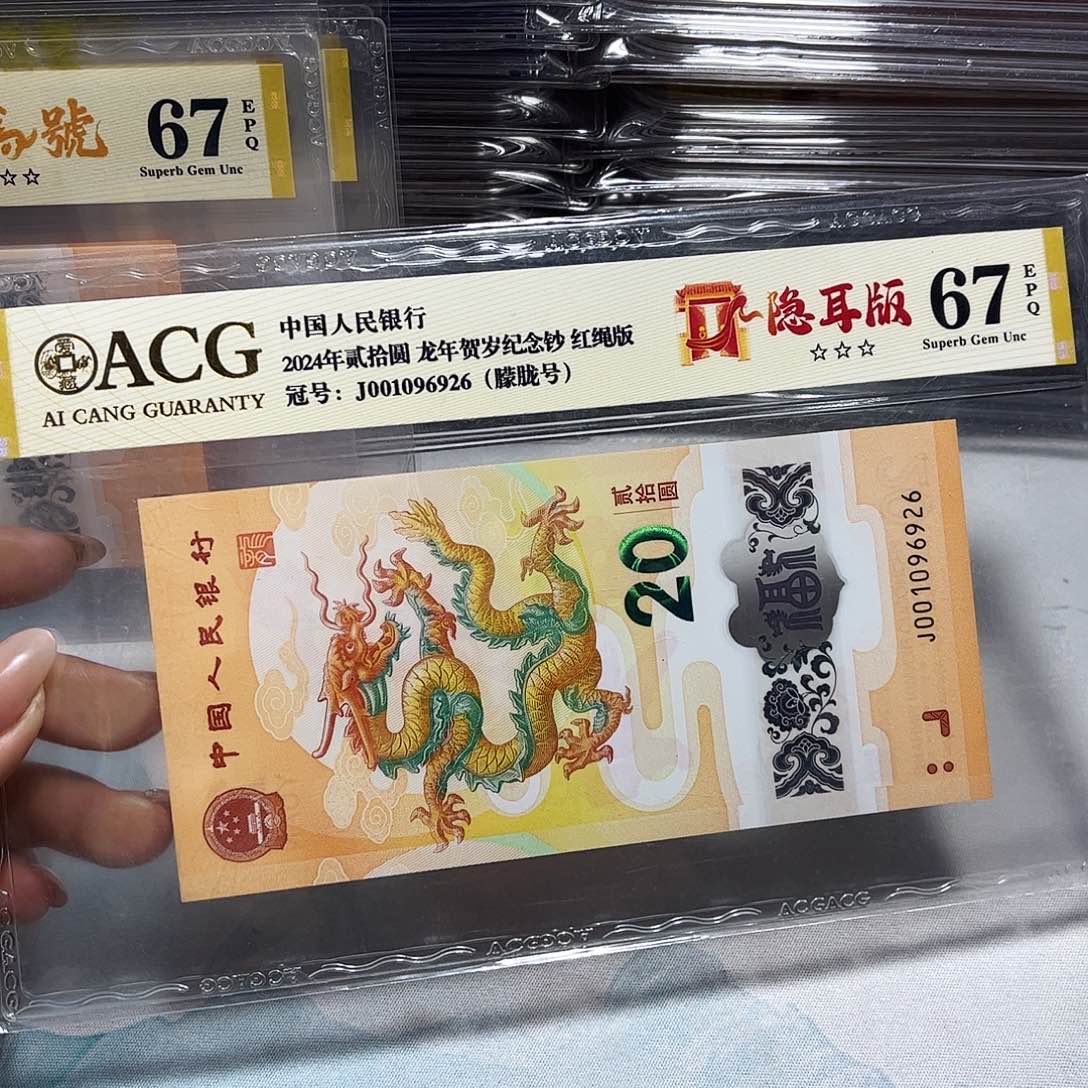 號
67
EPQ
Superb Gem Unc
☆☆
ACG
AI CANG GUARANTY
中国人民银行
2024年贰拾圆 龙年贺岁纪念钞 红绳版
冠号：J001096926（朦胧号）
隐耳版
☆☆☆
67
EPQ
Superb Gem Unc
中国人民银行
贰拾圆
20
福
J001096926
ACGACG